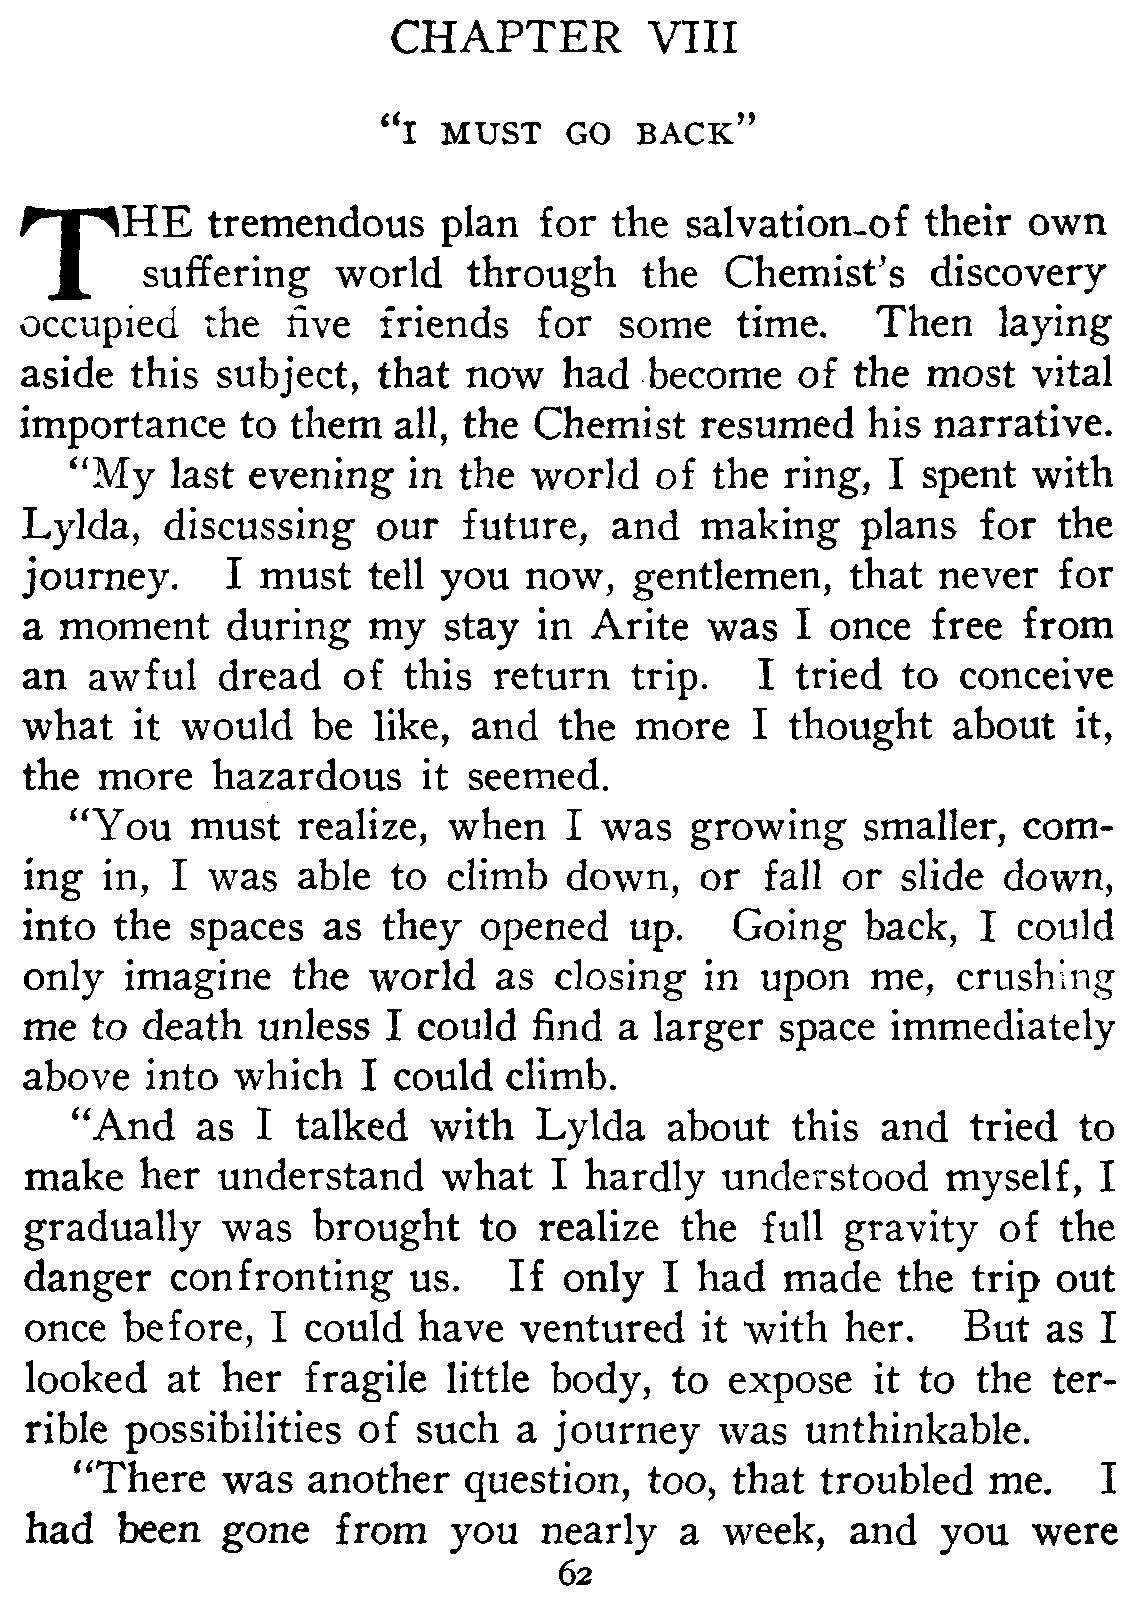 CHAPTER VIII
"I MUST GO BACK"
THE tremendous plan for the salvation of their own
suffering world through the Chemist's discovery
occupied the five friends for some time. Then laying
aside this subject, that now had become of the most vital
importance to them all, the Chemist resumed his narrative.
"My last evening in the world of the ring, I spent with
Lylda, discussing our future, and making plans for the
journey. I must tell you now, gentlemen, that never for
a moment during my stay in Arite was I once free from
an awful dread of this return trip. I tried to conceive
what it would be like, and the more I thought about it,
the more hazardous it seemed.
"You must realize, when I was growing smaller, com-
ing in, I was able to climb down, or fall or slide down,
into the spaces as they opened up. Going back, I could
only imagine the world as closing in upon me, crushing
me to death unless I could find a larger space immediately
above into which I could climb.
"And as I talked with Lylda about this and tried to
make her understand what I hardly understood myself, I
gradually was brought to realize the full gravity of the
danger confronting us. If only I had made the trip out
once before, I could have ventured it with her. But as I
looked at her fragile little body, to expose it to the ter-
rible possibilities of such a journey was unthinkable.
"There was another question, too, that troubled me. I
had been gone from you nearly a week, and you were
62